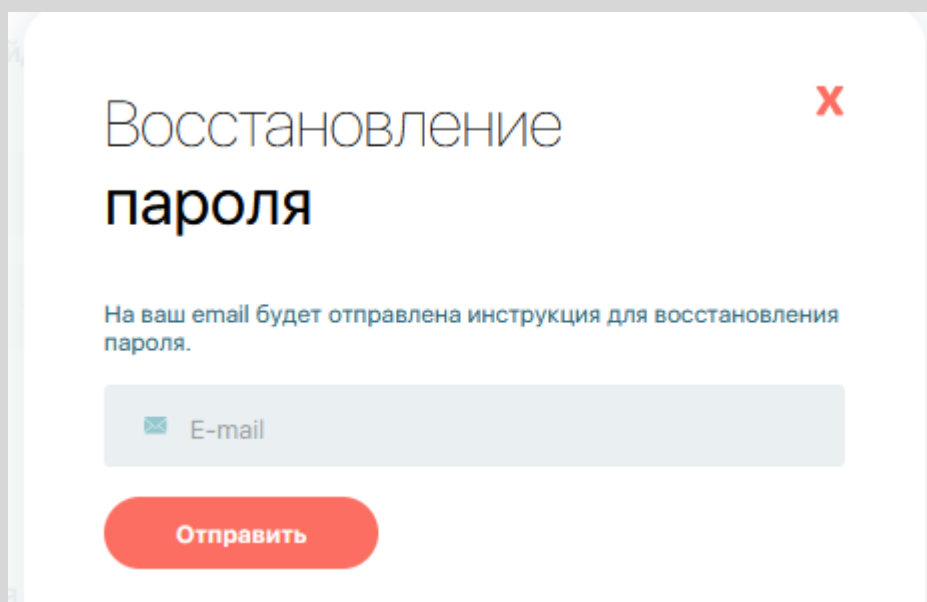 Восстановление
X
пароля
На ваш email будет отправлена инструкция для восстановления
пароля.
E-mail
Отправить